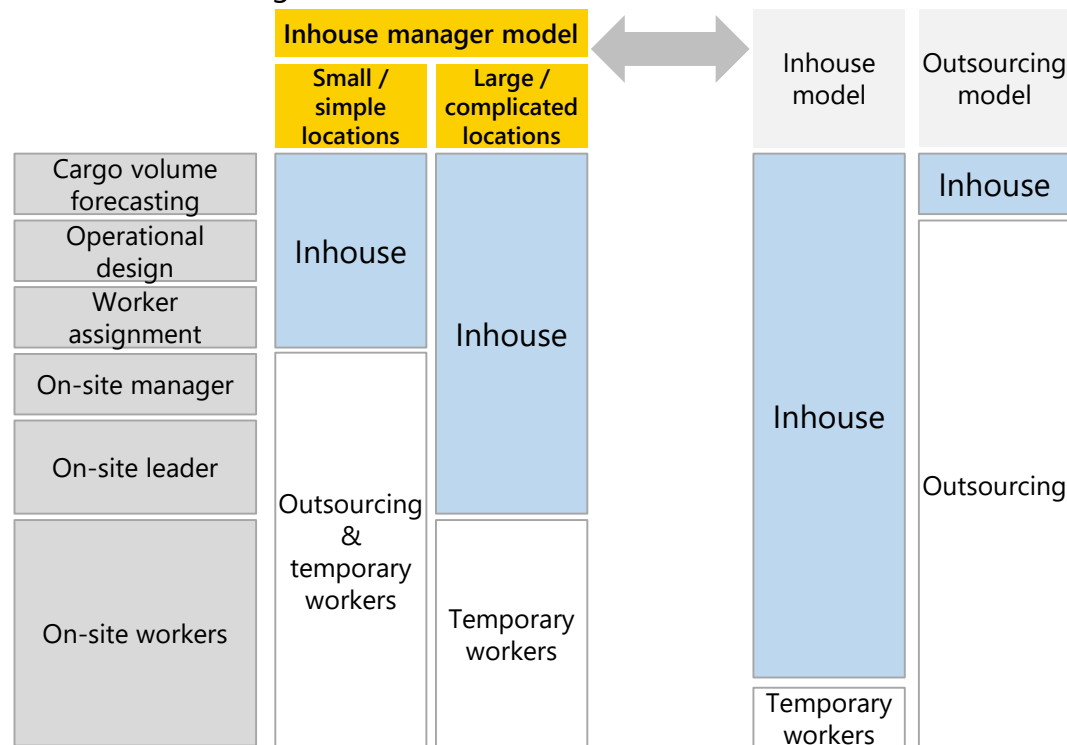 Inhouse manager model
Small /
simple
locations
Large /
complicated
locations
Inhouse
model
Outsourcing
model
Cargo volume
forecasting
Operational
design
Worker
assignment
On-site manager
On-site leader
On-site workers
Inhouse
Outsourcing
&
temporary
workers
Inhouse
Temporary
workers
Inhouse
Temporary
workers
Inhouse
Outsourcing